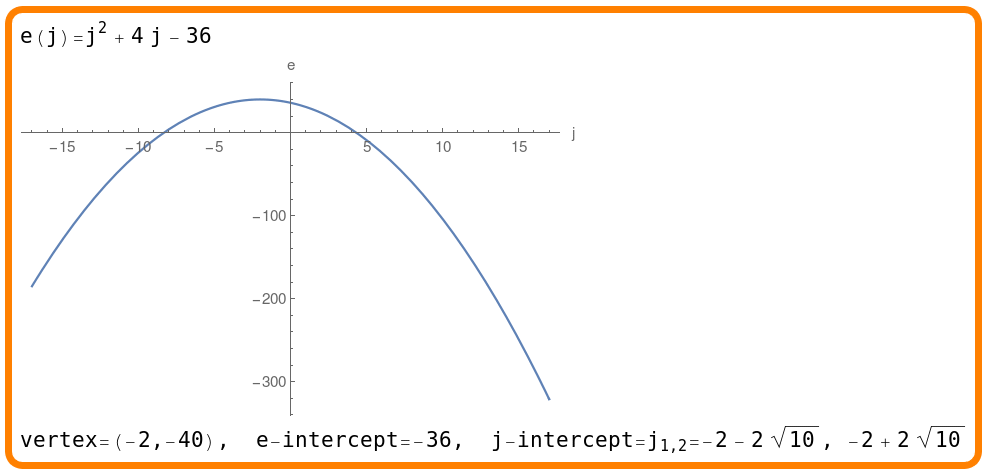 e(j)=j² + 4 j − 36
e
j
−15 −10 −5 5 10 15
−100
−200
−300
vertex=(−2,−40), e−intercept=−36, j−intercept=j₁,₂=−2 − 2 √10, −2 + 2 √10